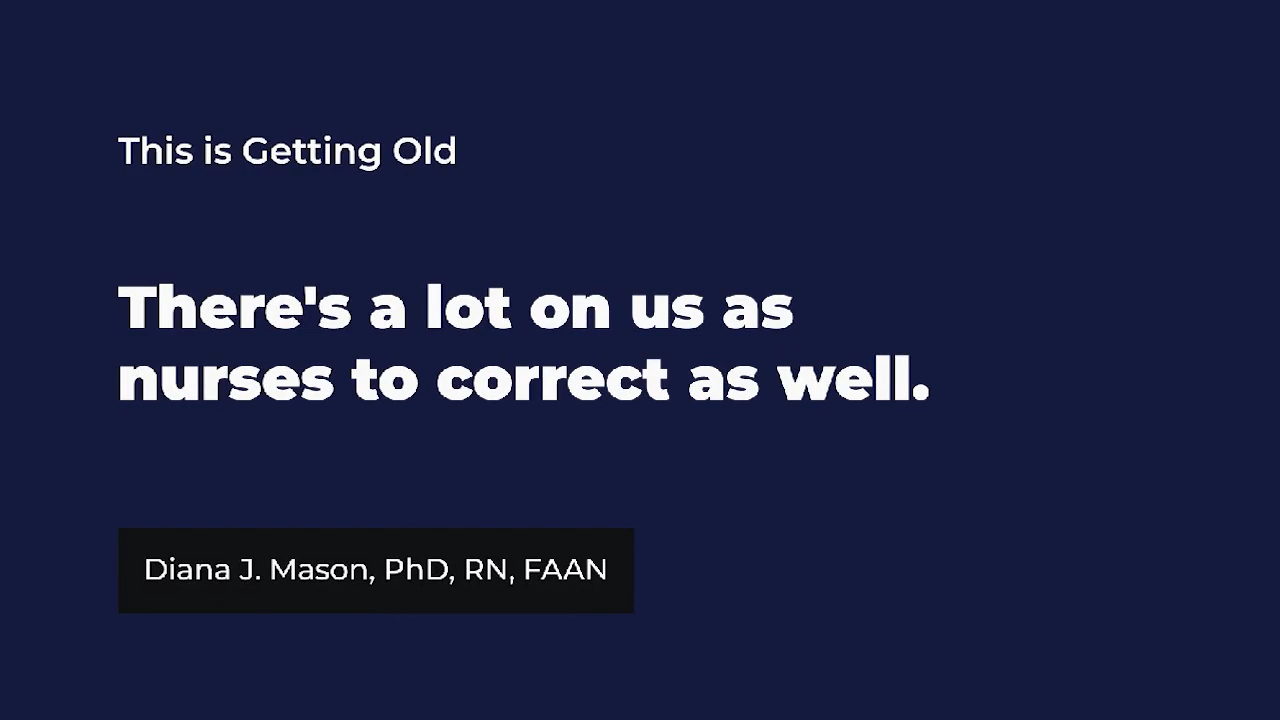 This is Getting Old
There's a lot on us as
nurses to correct as well.
Diana J. Mason, PhD, RN, FAAN